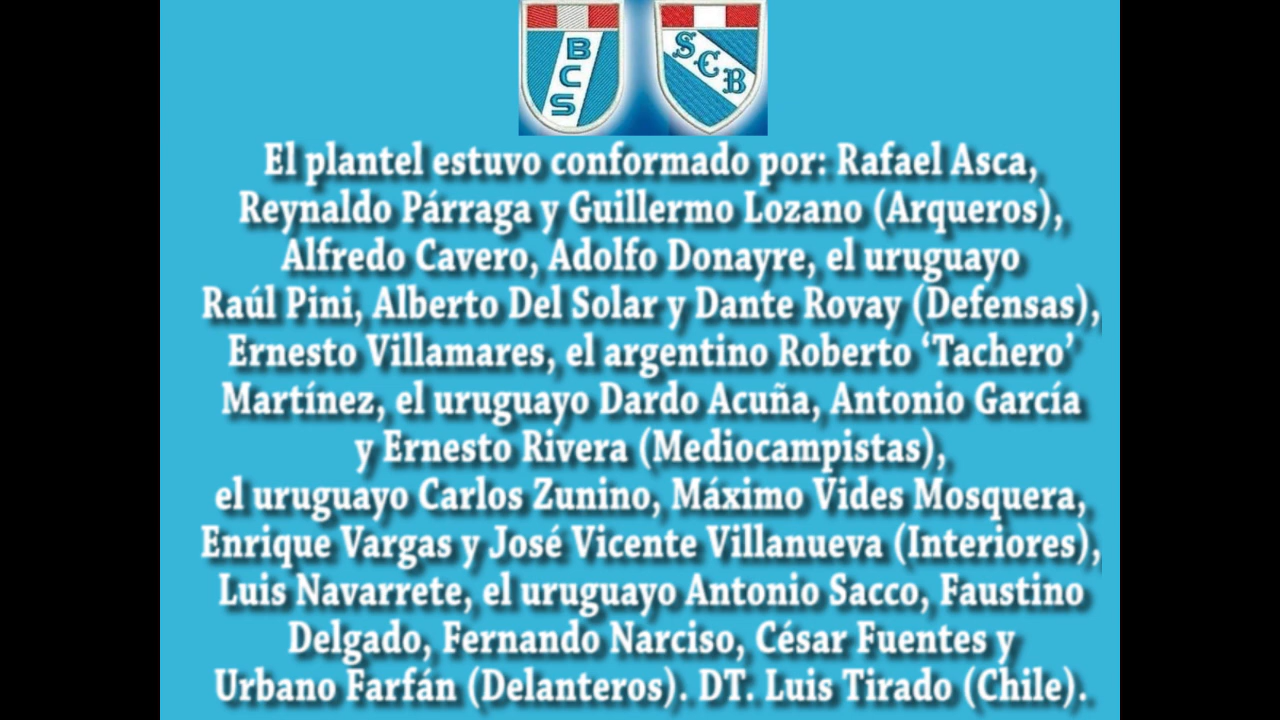 BCS
SCB
El plantel estuvo conformado por: Rafael Asca,
Reynaldo Párraga y Guillermo Lozano (Arqueros),
Alfredo Cavero, Adolfo Donayre, el uruguayo
Raúl Pini, Alberto Del Solar y Dante Rovay (Defensas),
Ernesto Villamares, el argentino Roberto ‘Tachero’
Martínez, el uruguayo Dardo Acuña, Antonio García
y Ernesto Rivera (Mediocampistas),
el uruguayo Carlos Zunino, Máximo Vides Mosquera,
Enrique Vargas y José Vicente Villanueva (Interiores),
Luis Navarrete, el uruguayo Antonio Sacco, Faustino
Delgado, Fernando Narciso, César Fuentes y
Urbano Farfán (Delanteros). DT. Luis Tirado (Chile).